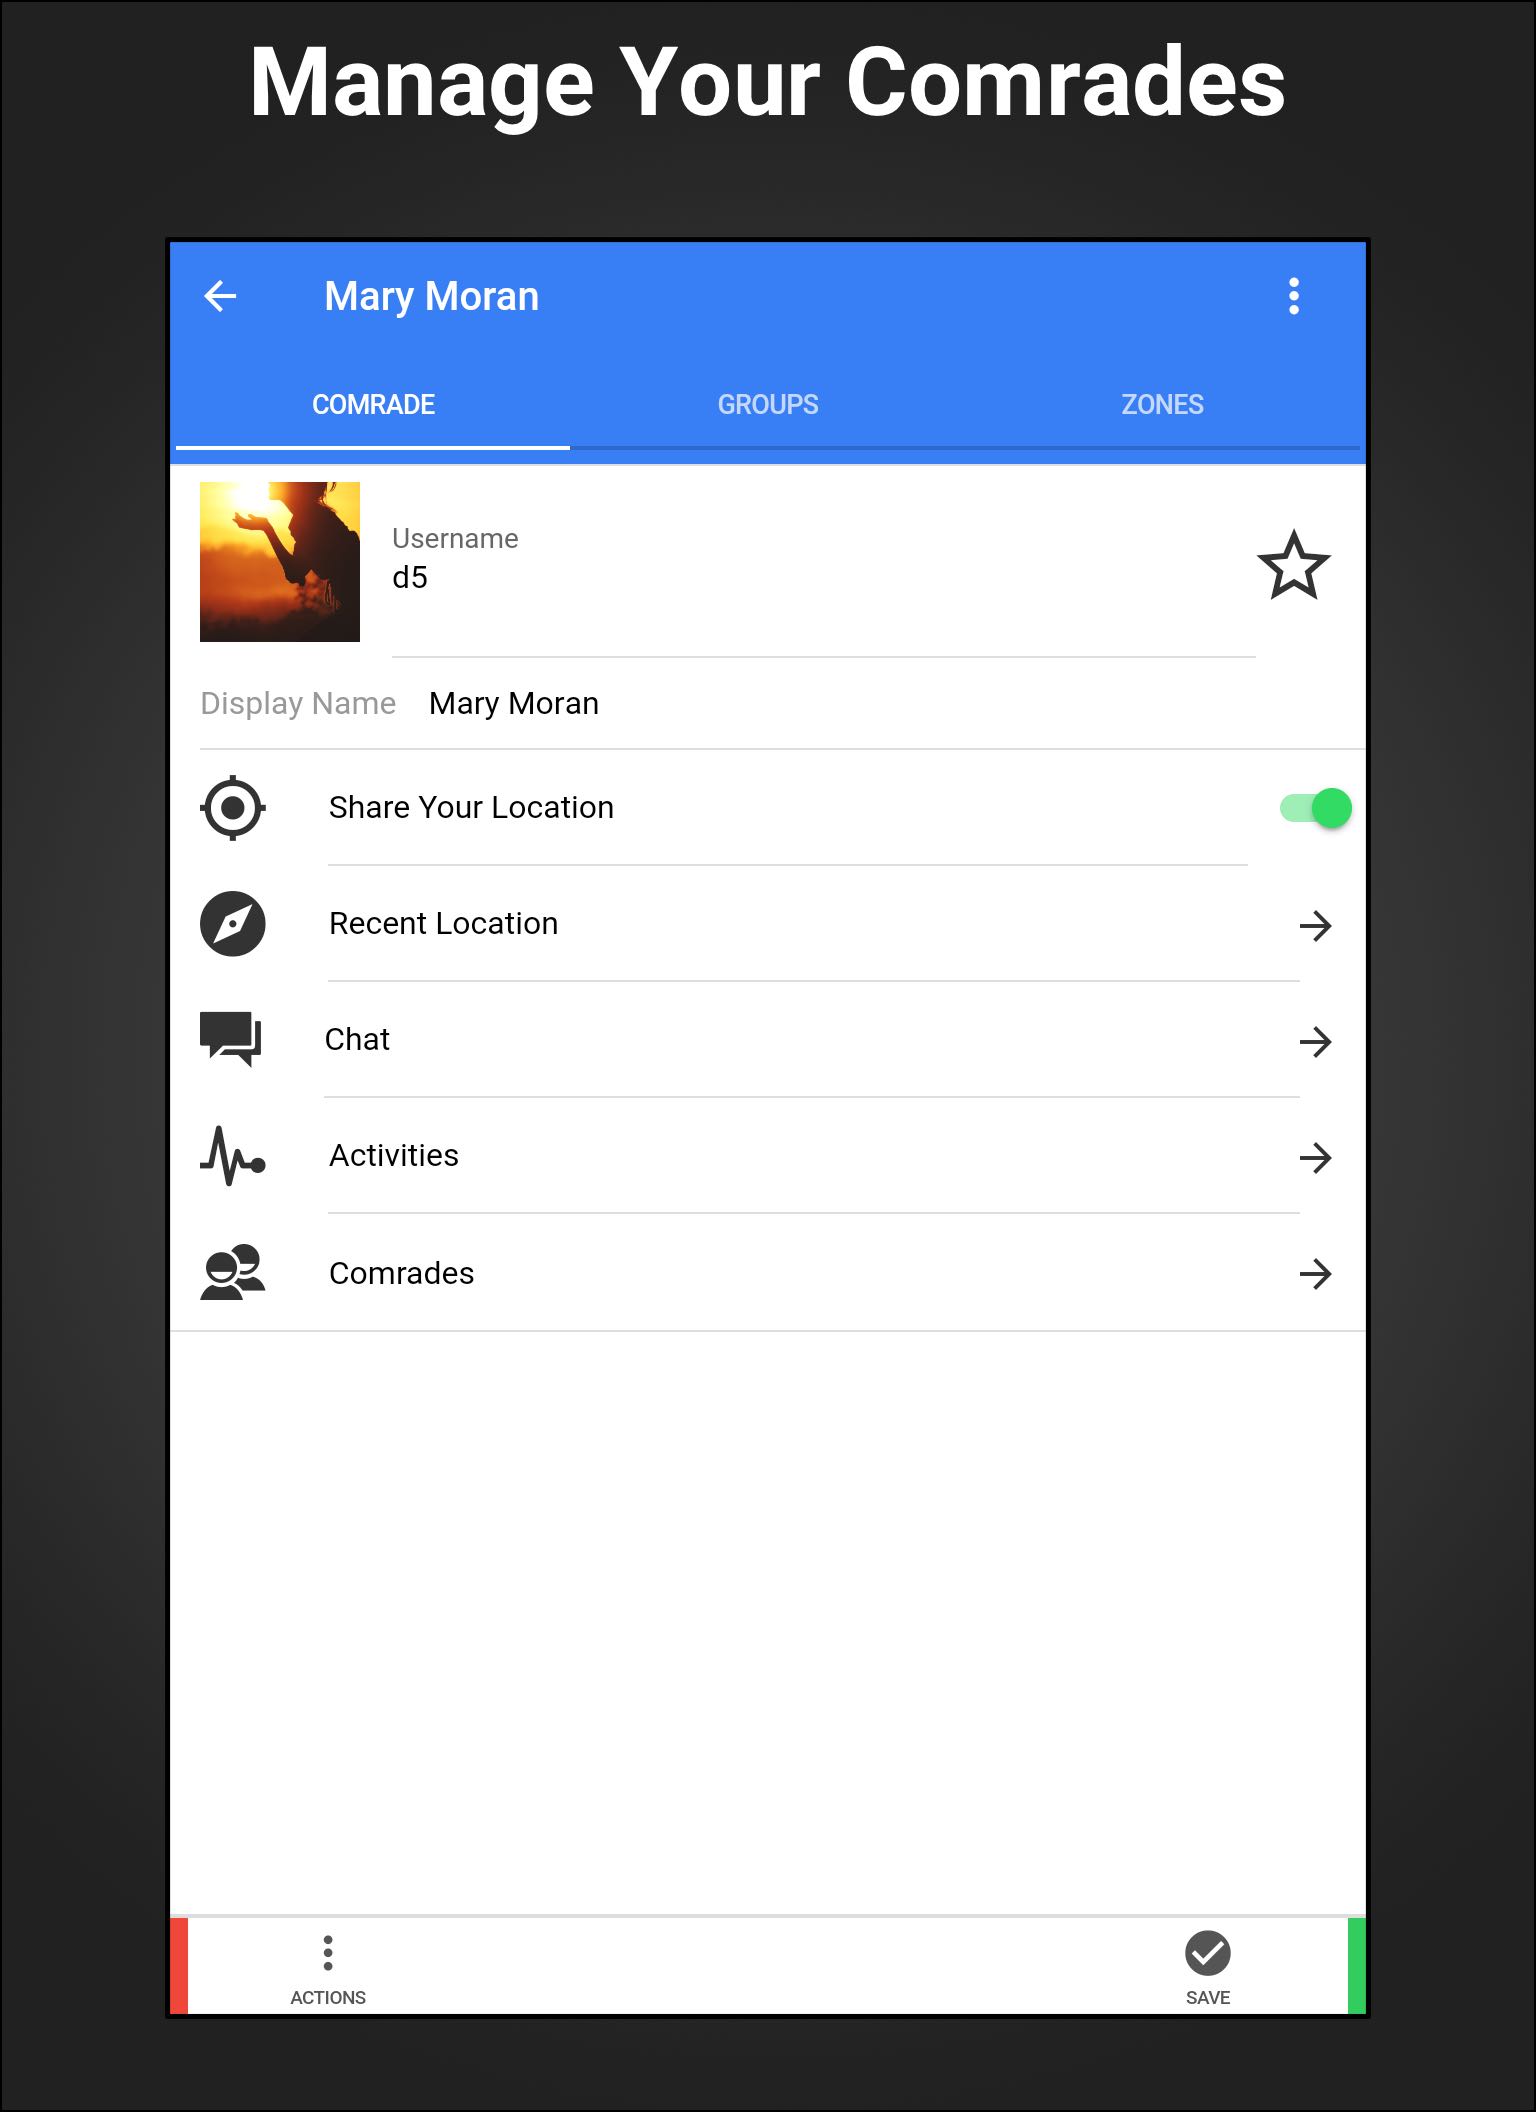 Manage Your Comrades
Mary Moran
COMRADE GROUPS ZONES
Username
d5
Display Name Mary Moran
Share Your Location
Recent Location
Chat
Activities
Comrades
ACTIONS SAVE